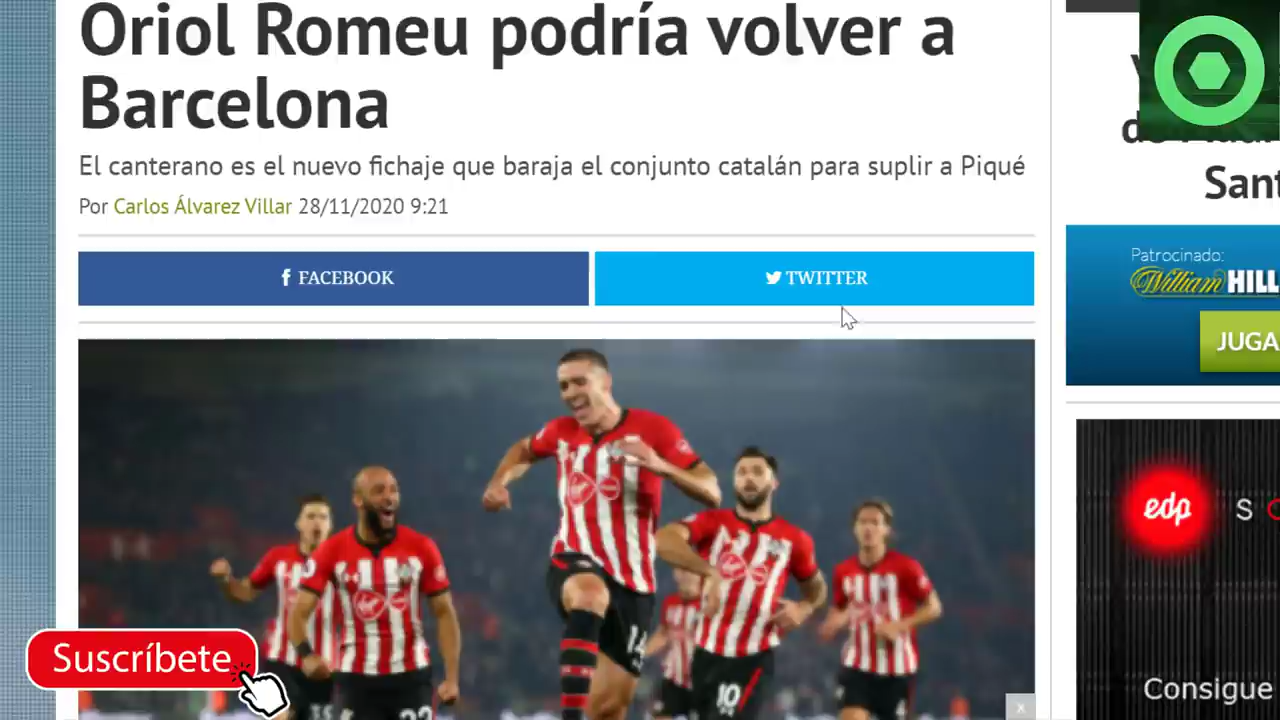 Oriol Romeu podría volver a
Barcelona
El canterano es el nuevo fichaje que baraja el conjunto catalán para suplir a Piqué
Por Carlos Álvarez Villar 28/11/2020 9:21
FACEBOOK
TWITTER
Sant
Patrocinado:
William HILL
JUGA
edp
S
Consigue
Suscríbete
14
10
x